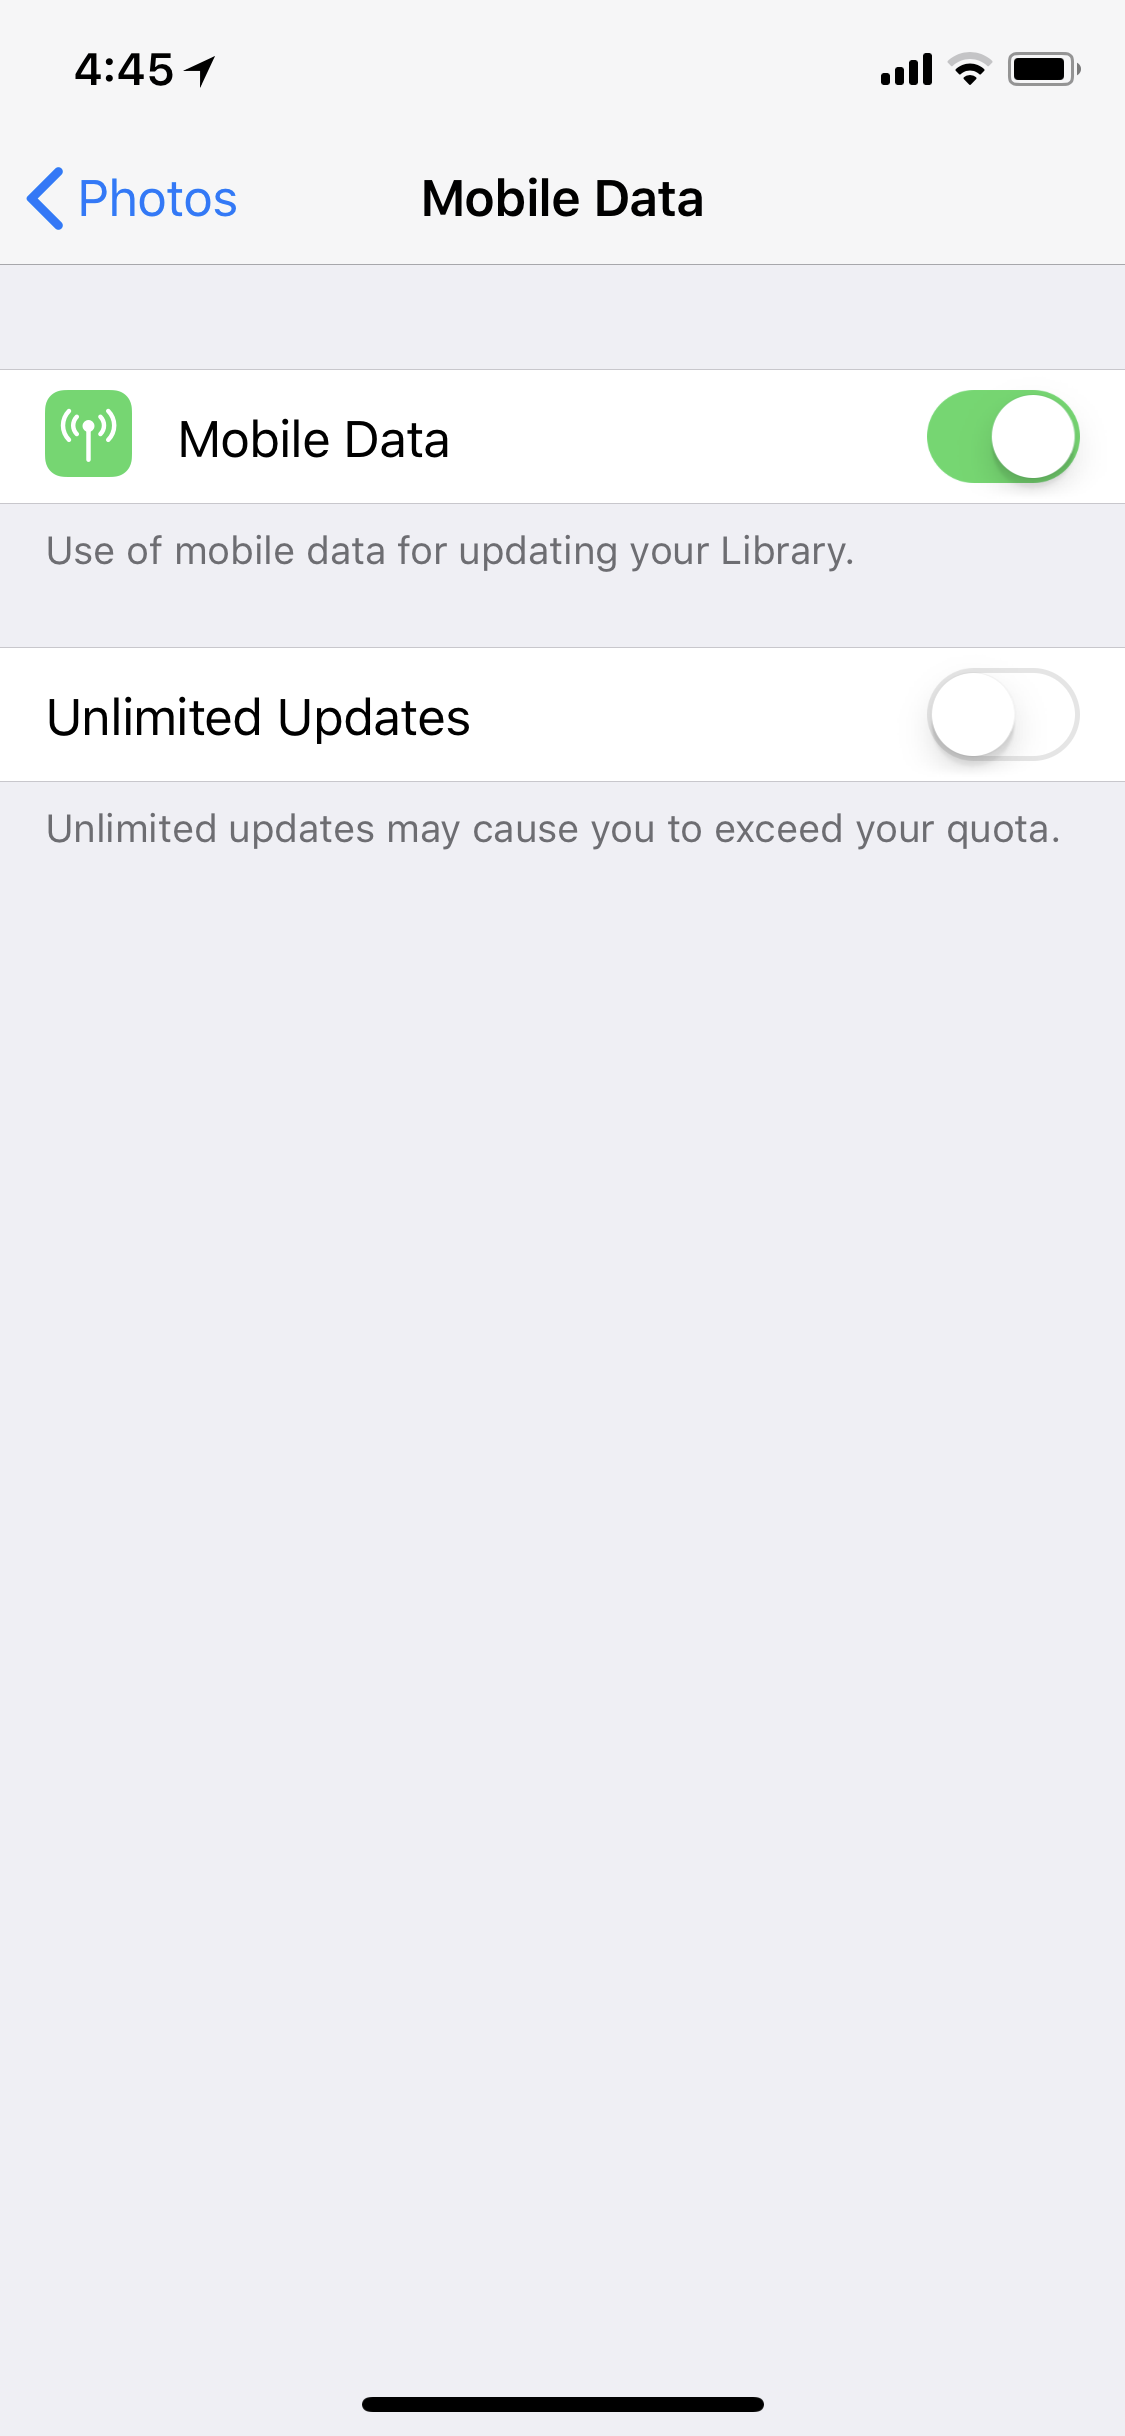 4:45
Photos
Mobile Data
Mobile Data
Use of mobile data for updating your Library.
Unlimited Updates
Unlimited updates may cause you to exceed your quota.